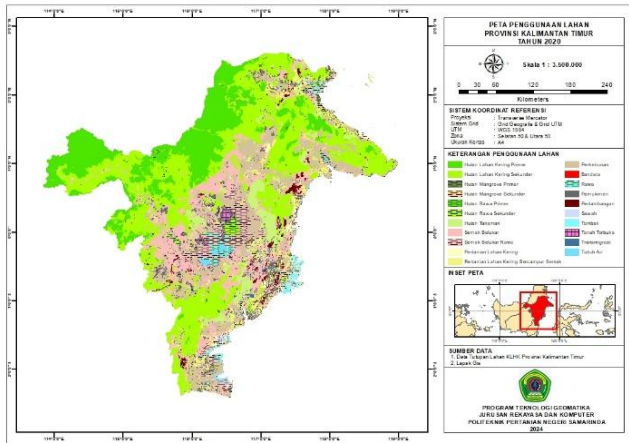 PETA PENGGUNAAN LAHAN
PROVINSI KALIMANTAN TIMUR
TAHUN 2020
Skala 1 : 3.500.000
0 30 60 120 180 240
Kilometers
SISTEM KOORDINAT REFERENSI
Proyeksi : Transverse Mercator
Sistem Grid : Grid Geografis & Grid UTM
UTM : WGS 1984
Zona : Selatan 50 & Utara 50
Ukuran Kertas : A4
KETERANGAN PENGGUNAAN LAHAN
Hutan Lahan Kering Primer
Hutan Lahan Kering Sekunder
Hutan Mangrove Primer
Hutan Mangrove Sekunder
Hutan Rawa Primer
Hutan Rawa Sekunder
Hutan Tanaman
Semak Belukar
Semak Belukar Rawa
Pertanian Lahan Kering
Pertanian Lahan Kering Bercampur Semak
Perkebunan
Bandara
Rawa
Permukiman
Pertambangan
Sawah
Tambak
Tanah Terbuka
Transmigrasi
Tubuh Air
INSET PETA
SUMBER DATA
1. Data Tutupan Lahan KLHK Provinsi Kalimantan Timur
2. Lapak Gis
PROGRAM TEKNOLOGI GEOMATIKA
JURUSAN REKAYASA DAN KOMPUTER
POLITEKNIK PERTANIAN NEGERI SAMARINDA
2024